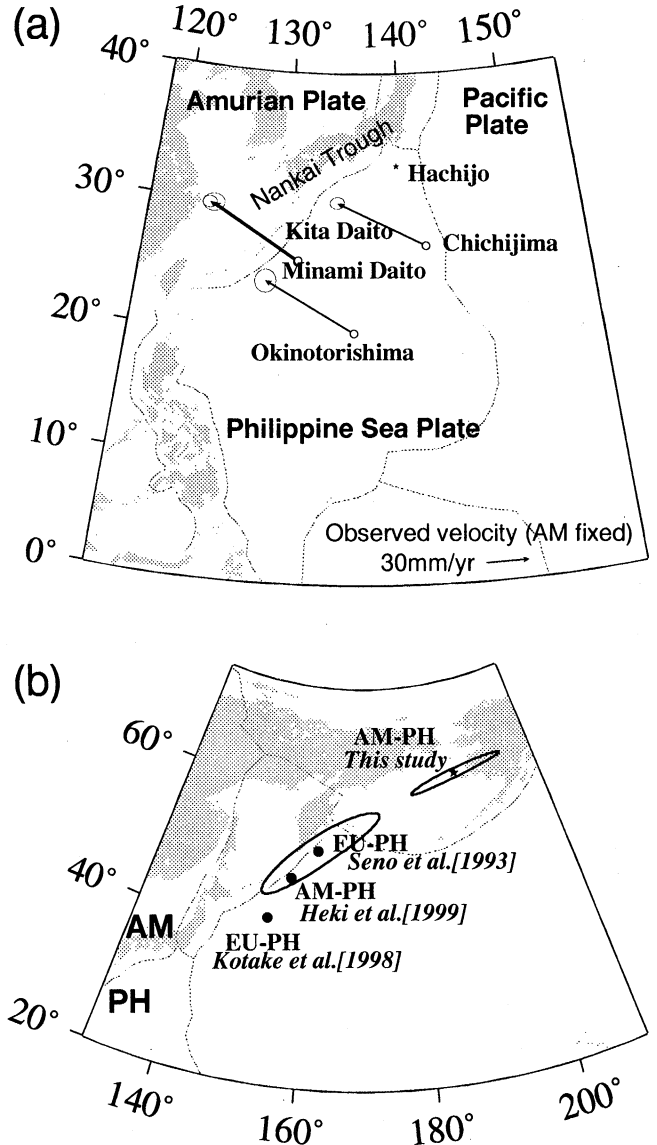 (a)
120° 130° 140° 150°
40°
30°
20°
10°
0°
Amurian Plate
Pacific
Plate
Nankai Trough
Hachijo
Kita Daito
Chichijima
Minami Daito
Okinotorishima
Philippine Sea Plate
Observed velocity (AM fixed)
30mm/yr
(b)
60°
40°
20°
AM-PH
This study
EU-PH
Seno et al.[1993]
AM-PH
Heki et al.[1999]
EU-PH
Kotake et al.[1998]
AM
PH
140° 160° 180° 200°